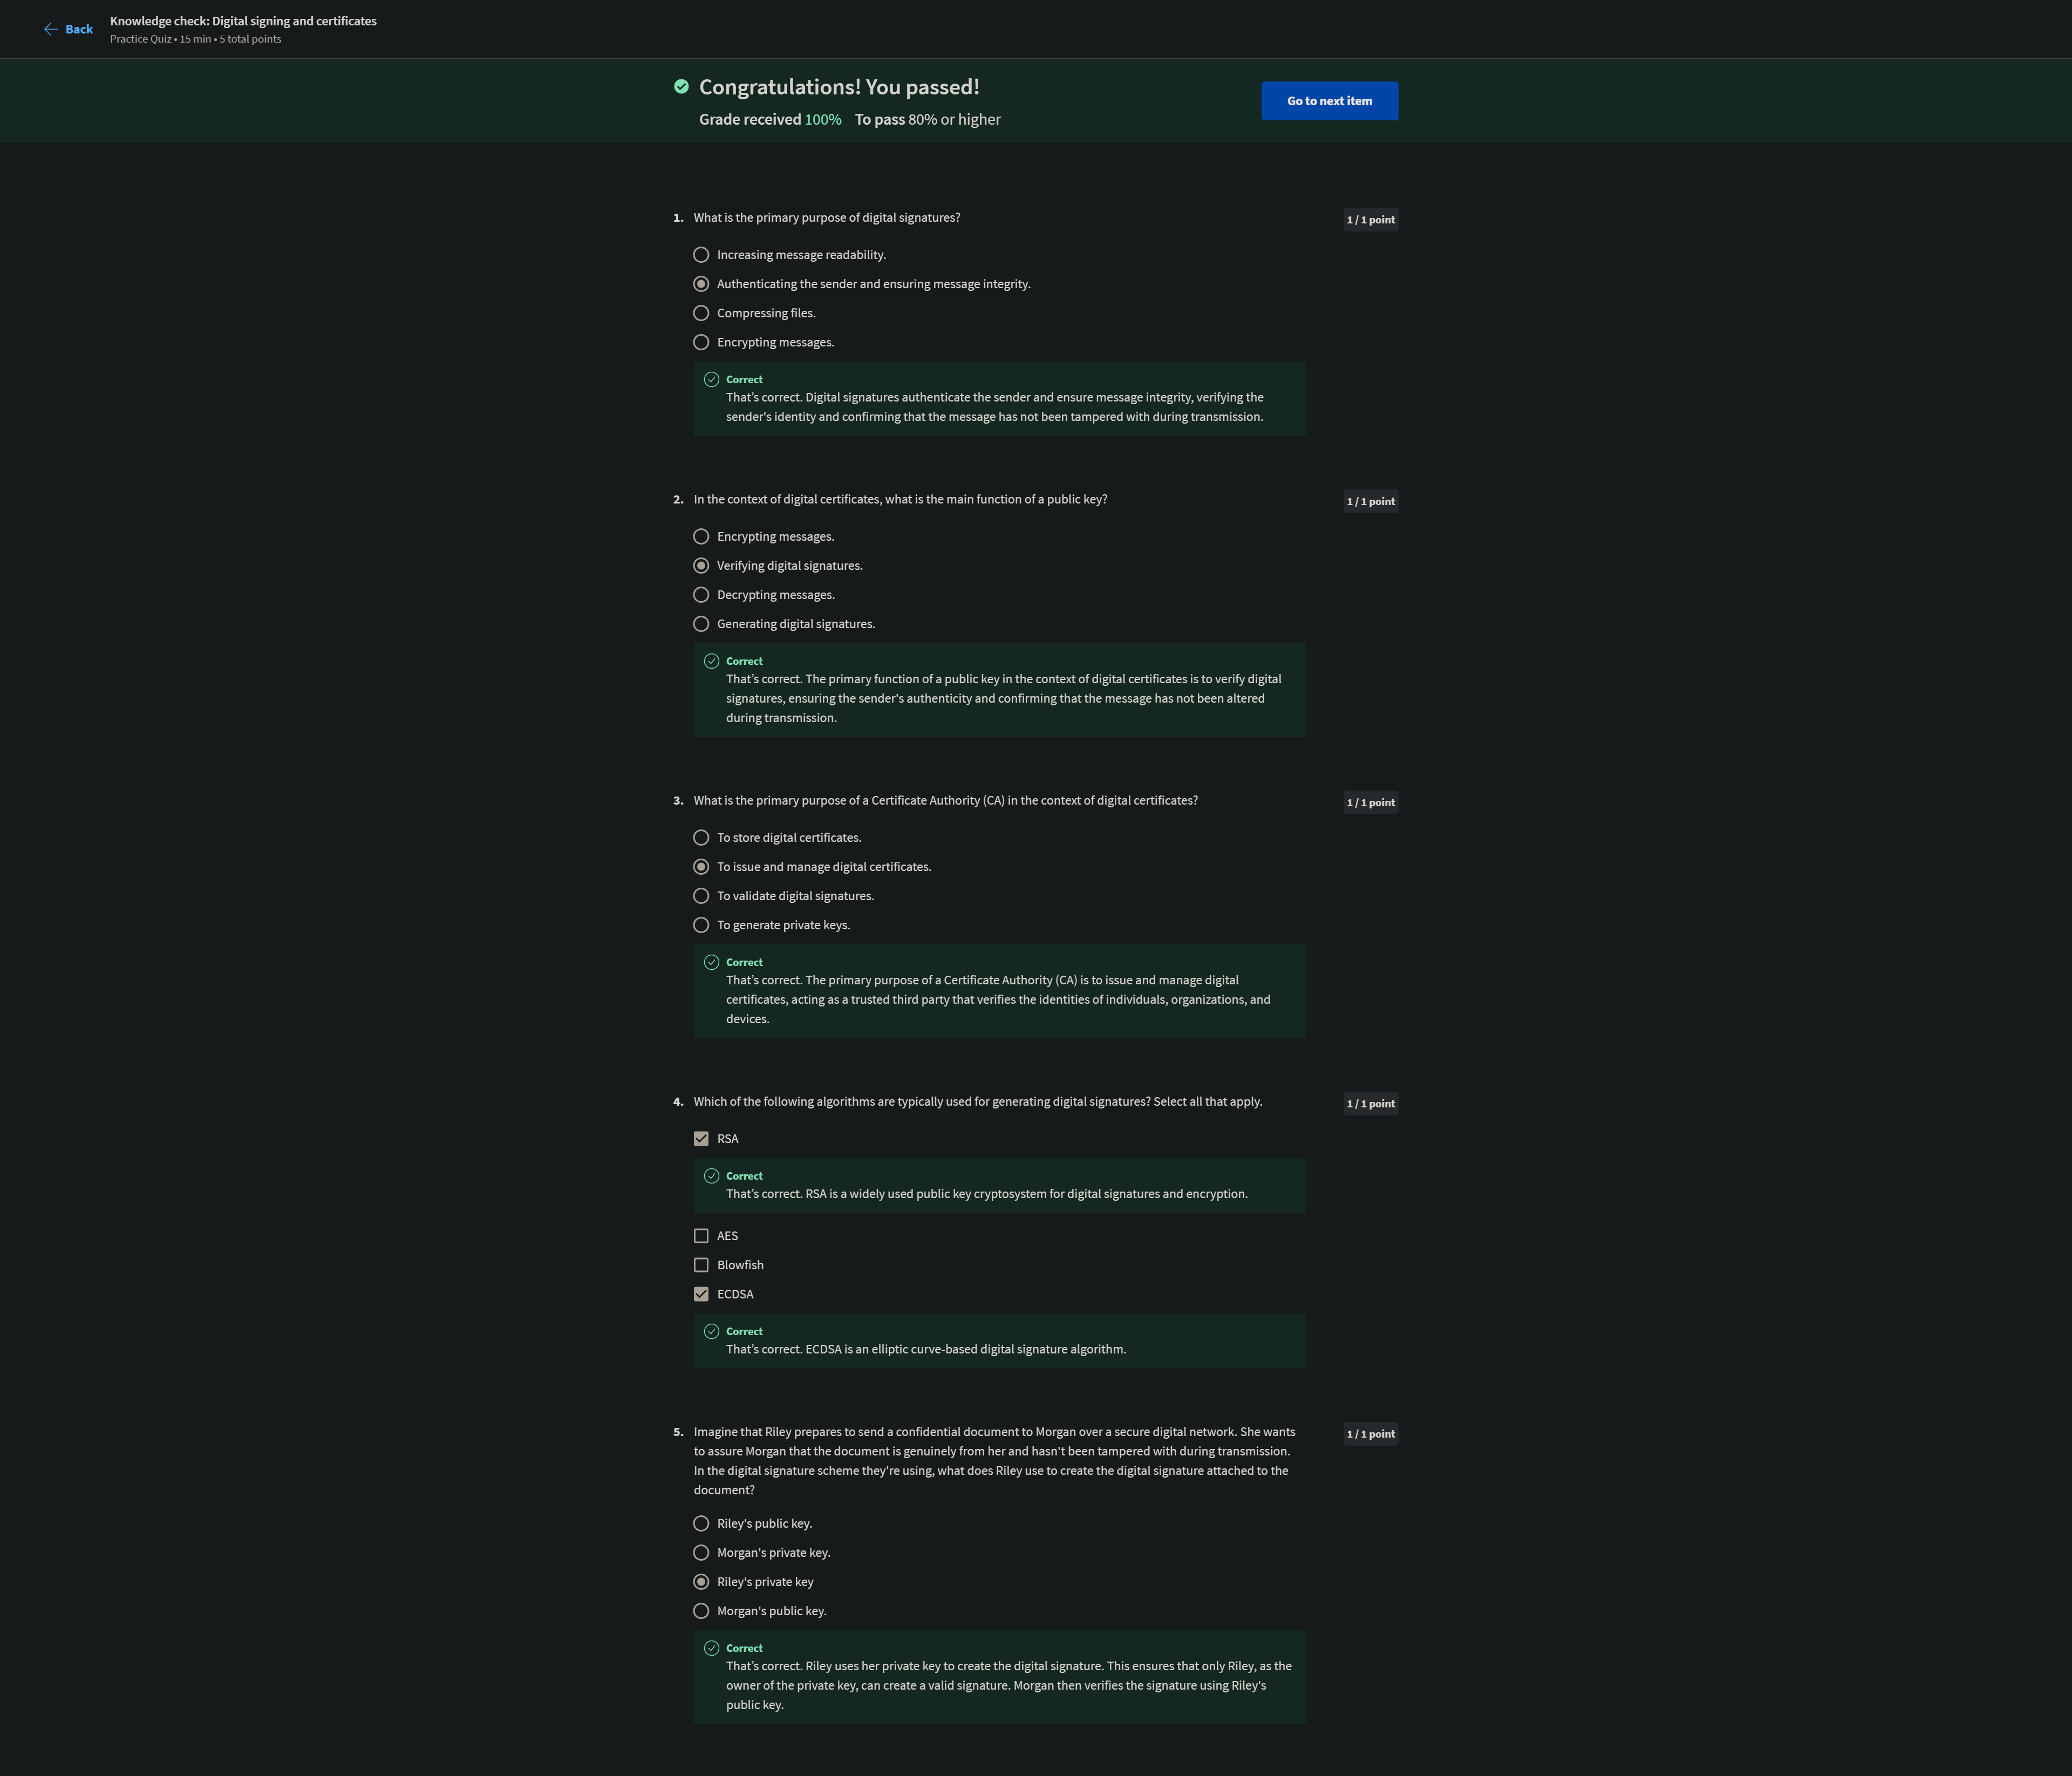 Back
Knowledge check: Digital signing and certificates
Practice Quiz • 15 min • 5 total points
Congratulations! You passed!
Grade received 100% To pass 80% or higher
Go to next item
1. What is the primary purpose of digital signatures?
1 / 1 point
Increasing message readability.
Authenticating the sender and ensuring message integrity.
Compressing files.
Encrypting messages.
Correct
That’s correct. Digital signatures authenticate the sender and ensure message integrity, verifying the
sender's identity and confirming that the message has not been tampered with during transmission.
2. In the context of digital certificates, what is the main function of a public key?
1 / 1 point
Encrypting messages.
Verifying digital signatures.
Decrypting messages.
Generating digital signatures.
Correct
That’s correct. The primary function of a public key in the context of digital certificates is to verify digital
signatures, ensuring the sender's authenticity and confirming that the message has not been altered
during transmission.
3. What is the primary purpose of a Certificate Authority (CA) in the context of digital certificates?
1 / 1 point
To store digital certificates.
To issue and manage digital certificates.
To validate digital signatures.
To generate private keys.
Correct
That’s correct. The primary purpose of a Certificate Authority (CA) is to issue and manage digital
certificates, acting as a trusted third party that verifies the identities of individuals, organizations, and
devices.
4. Which of the following algorithms are typically used for generating digital signatures? Select all that apply.
1 / 1 point
RSA
Correct
That’s correct. RSA is a widely used public key cryptosystem for digital signatures and encryption.
AES
Blowfish
ECDSA
Correct
That’s correct. ECDSA is an elliptic curve-based digital signature algorithm.
5. Imagine that Riley prepares to send a confidential document to Morgan over a secure digital network. She wants
to assure Morgan that the document is genuinely from her and hasn't been tampered with during transmission.
In the digital signature scheme they're using, what does Riley use to create the digital signature attached to the
document?
1 / 1 point
Riley's public key.
Morgan's private key.
Riley's private key
Morgan's public key.
Correct
That’s correct. Riley uses her private key to create the digital signature. This ensures that only Riley, as the
owner of the private key, can create a valid signature. Morgan then verifies the signature using Riley's
public key.